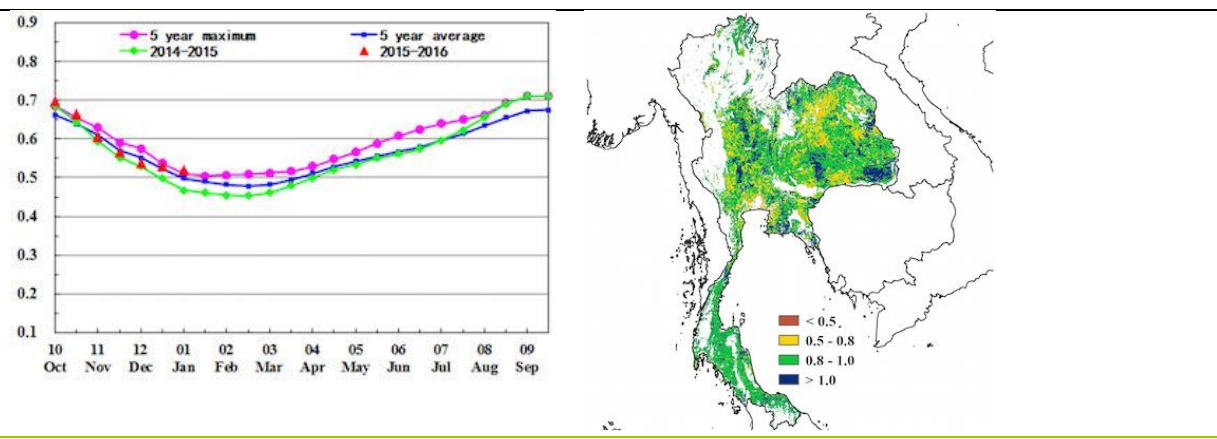 0.9
0.8
0.7
0.6
0.5
0.4
0.3
0.2
0.1
5 year maximum
5 year average
2014-2015
2015-2016
10 11 12 01 02 03 04 05 06 07 08 09
Oct Nov Dec Jan Feb Mar Apr May Jun Jul Aug Sep
< 0.5
0.5 - 0.8
0.8 - 1.0
> 1.0